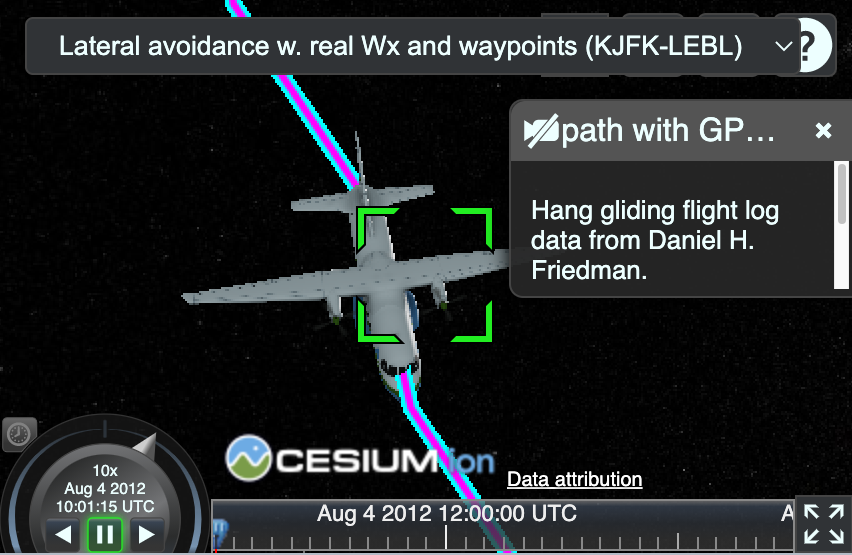 Lateral avoidance w. real Wx and waypoints (KJFK-LEBL)
?
path with GP...
×
Hang gliding flight log
data from Daniel H.
Friedman.
10x
Aug 4 2012
10:01:15 UTC
CESIUM ion
Data attribution
Aug 4 2012 12:00:00 UTC
A